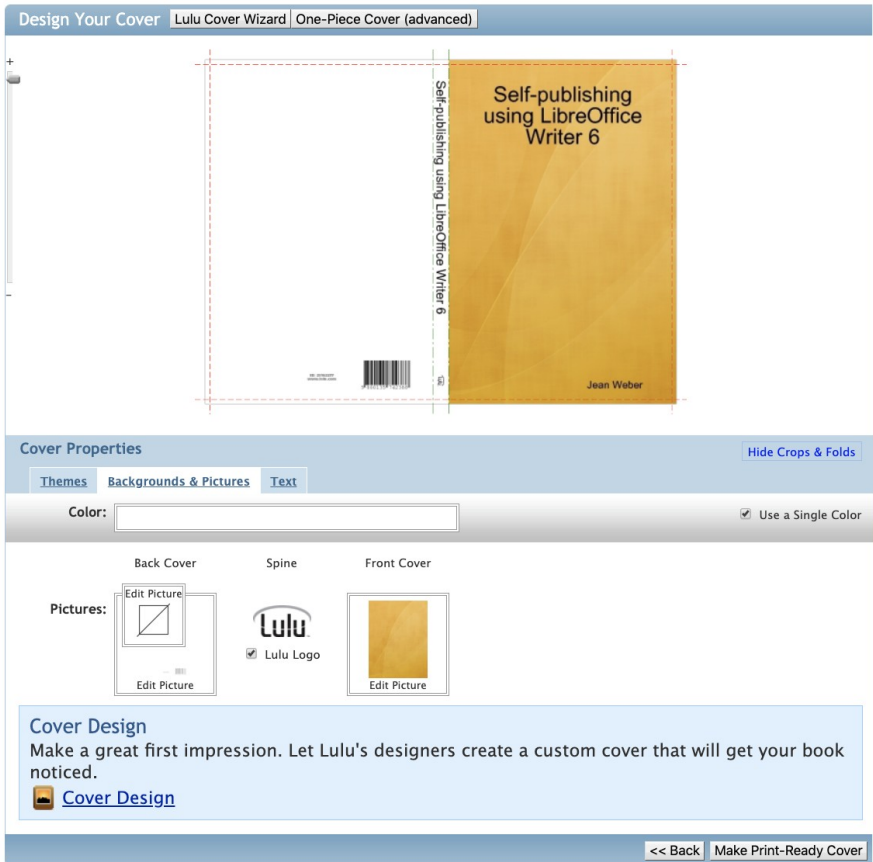 Design Your Cover
Lulu Cover Wizard
One-Piece Cover (advanced)
+
-
Self-publishing using LibreOffice Writer 6
Self-publishing
using LibreOffice
Writer 6
Jean Weber
Cover Properties
Hide Crops & Folds
Themes
Backgrounds & Pictures
Text
Color:
Use a Single Color
Back Cover
Spine
Front Cover
Pictures:
Edit Picture
Edit Picture
Lulu
Lulu Logo
Edit Picture
Cover Design
Make a great first impression. Let Lulu's designers create a custom cover that will get your book
noticed.
Cover Design
<< Back
Make Print-Ready Cover